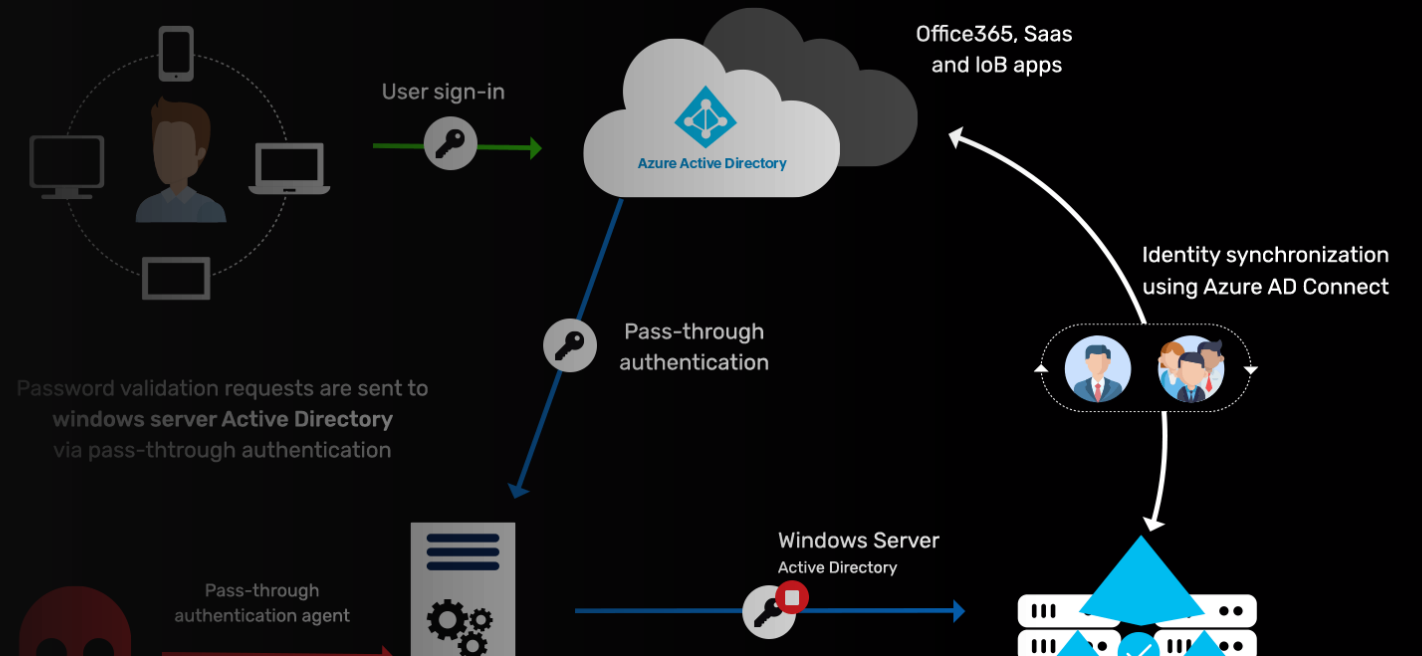 Office365, Saas
and IoB apps
User sign-in
Azure Active Directory
Identity synchronization
using Azure AD Connect
Pass-through
authentication
Password validation requests are sent to
windows server Active Directory
via pass-thtrough authentication
Windows Server
Active Directory
Pass-through
authentication agent